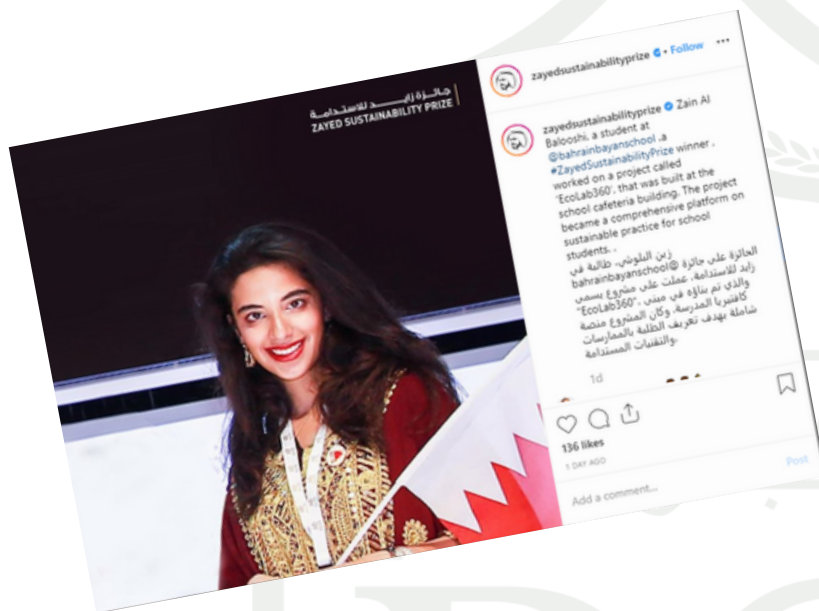 جائزة زايد للاستدامة
ZAYED SUSTAINABILITY PRIZE
zayedsustainabilityprize • Follow
zayedsustainabilityprize Zain Al
Balooshi, a student at
@bahrainbayanschool ,a
#ZayedSustainabilityPrize winner ,
worked on a project called
'EcoLab360', that was built at the
school cafeteria building. The project
became a comprehensive platform on
sustainable practice for school
students. .
زين البلوشي، طالبة في
@bahrainbayanschool الحائزة على جائزة
زايد للاستدامة، عملت على مشروع يسمى
"EcoLab360"، والذي تم بناؤه في مبنى
كافتيريا المدرسة. وكان المشروع منصة
شاملة بهدف تعريف الطلبة بالممارسات
والتقنيات المستدامة.
1d
136 likes
1 DAY AGO
Add a comment...
Post